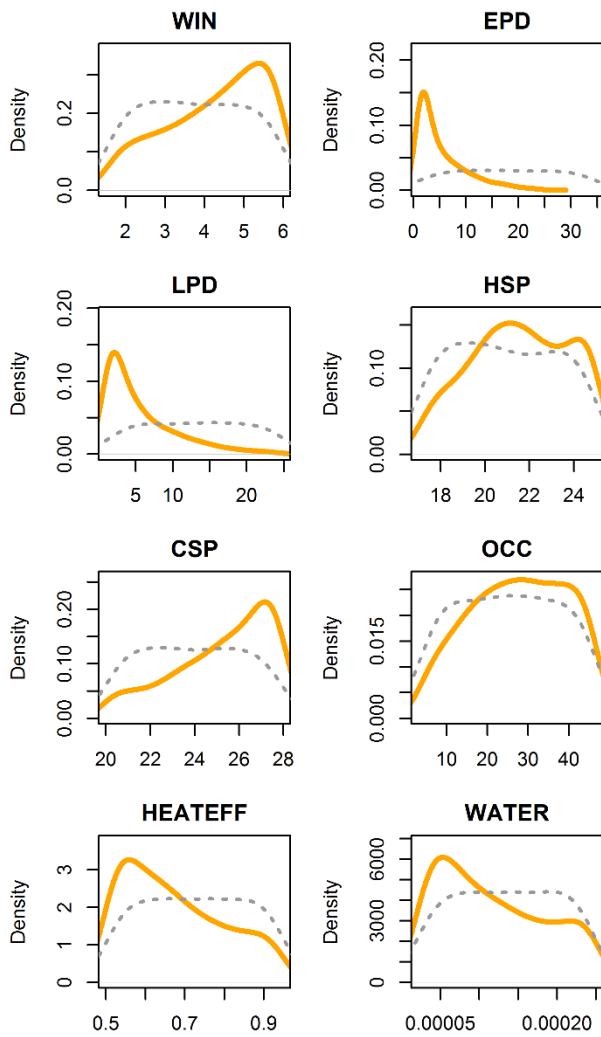 WIN
EPD
Density
0.0 0.2
2 3 4 5 6
Density
0.00 0.10 0.20
0 10 20 30
LPD
HSP
Density
0.00 0.10 0.20
5 10 20
Density
0.00 0.10
18 20 22 24
CSP
OCC
Density
0.00 0.10 0.20
20 22 24 26 28
Density
0.000 0.015
10 20 30 40
HEATEFF
WATER
Density
0 1 2 3
0.5 0.7 0.9
Density
0 3000 6000
0.00005 0.00020